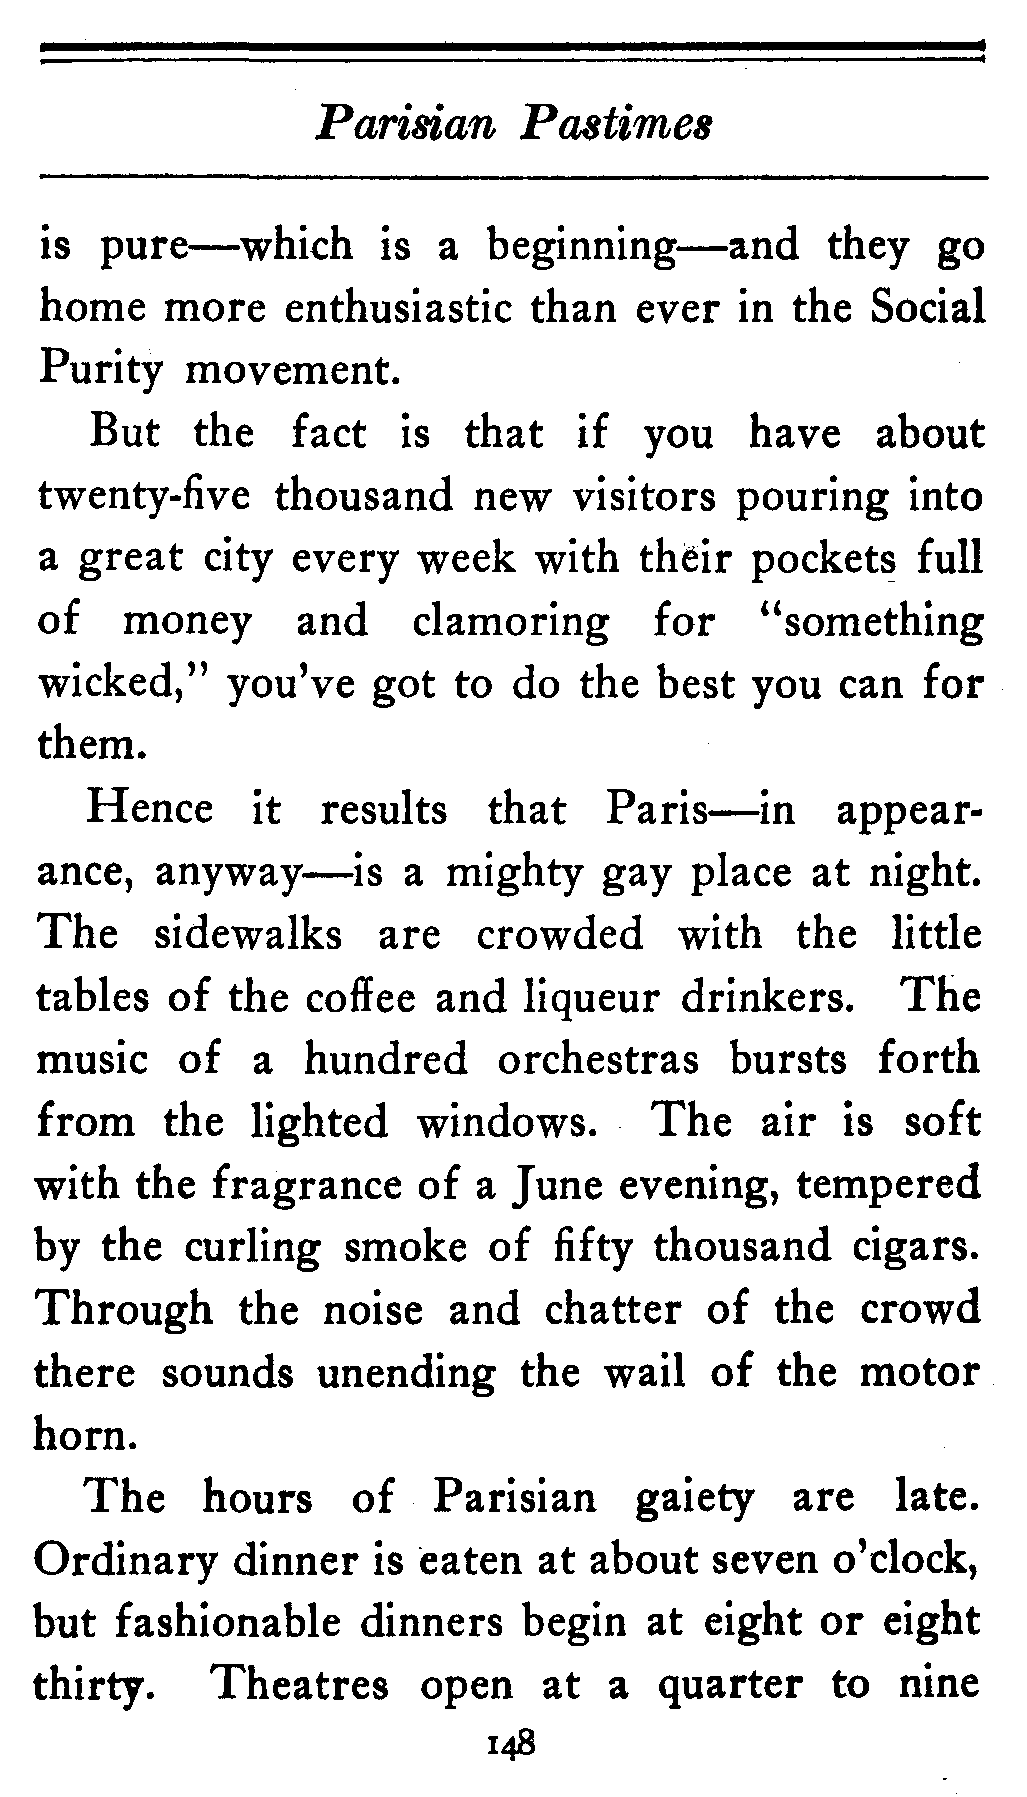 Parisian Pastimes
is pure—which is a beginning—and they go
home more enthusiastic than ever in the Social
Purity movement.
But the fact is that if you have about
twenty-five thousand new visitors pouring into
a great city every week with their pockets full
of money and clamoring for "something
wicked," you've got to do the best you can for
them.
Hence it results that Paris—in appear-
ance, anyway—is a mighty gay place at night.
The sidewalks are crowded with the little
tables of the coffee and liqueur drinkers. The
music of a hundred orchestras bursts forth
from the lighted windows. The air is soft
with the fragrance of a June evening, tempered
by the curling smoke of fifty thousand cigars.
Through the noise and chatter of the crowd
there sounds unending the wail of the motor
horn.
The hours of Parisian gaiety are late.
Ordinary dinner is eaten at about seven o'clock,
but fashionable dinners begin at eight or eight
thirty. Theatres open at a quarter to nine
148